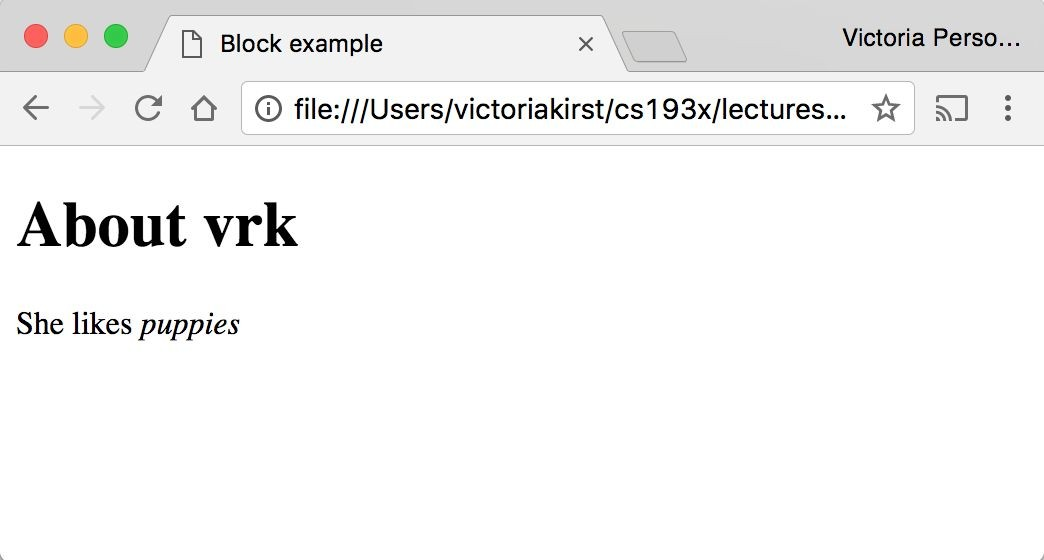 Block example
Victoria Perso...
file:///Users/victoriakirst/cs193x/lectures...
About vrk
She likes puppies